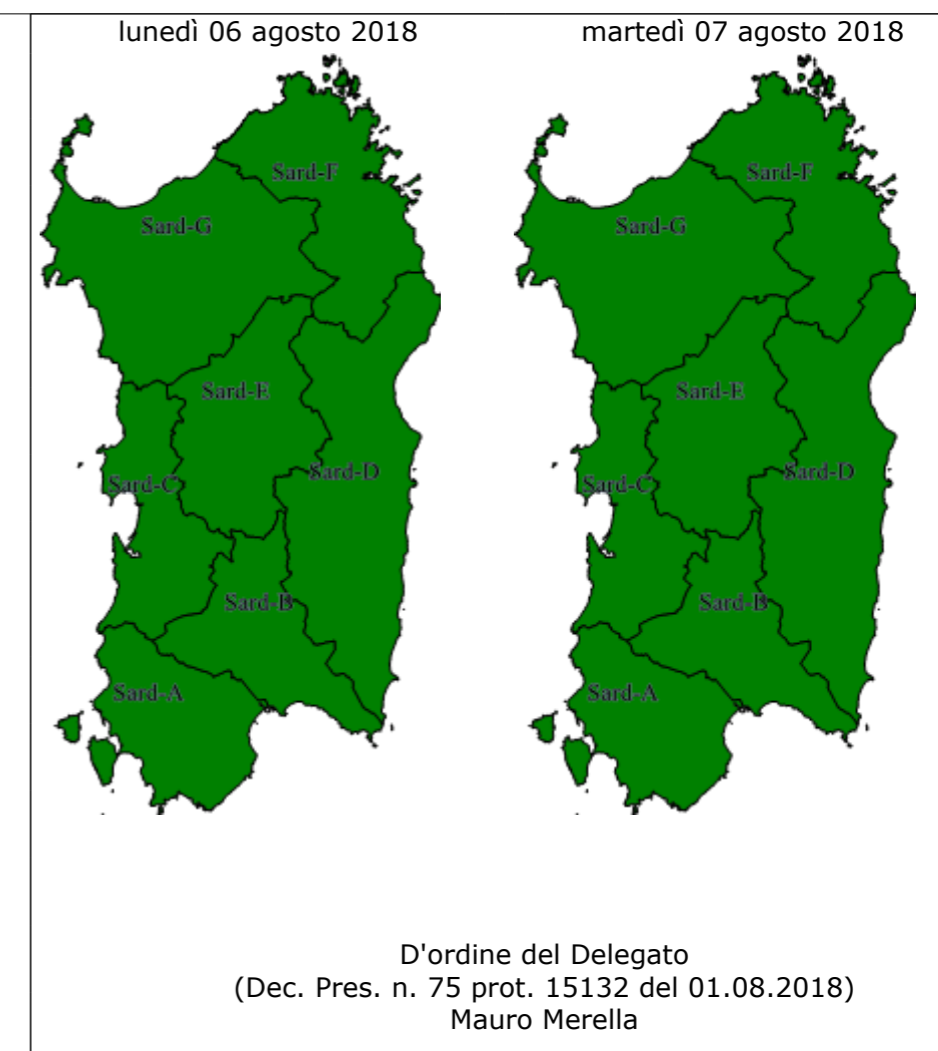 lunedì 06 agosto 2018
martedì 07 agosto 2018
Sard-F
Sard-G
Sard-E
Sard-D
Sard-C
Sard-B
Sard-A
Sard-F
Sard-G
Sard-E
Sard-D
Sard-C
Sard-B
Sard-A
D'ordine del Delegato
(Dec. Pres. n. 75 prot. 15132 del 01.08.2018)
Mauro Merella